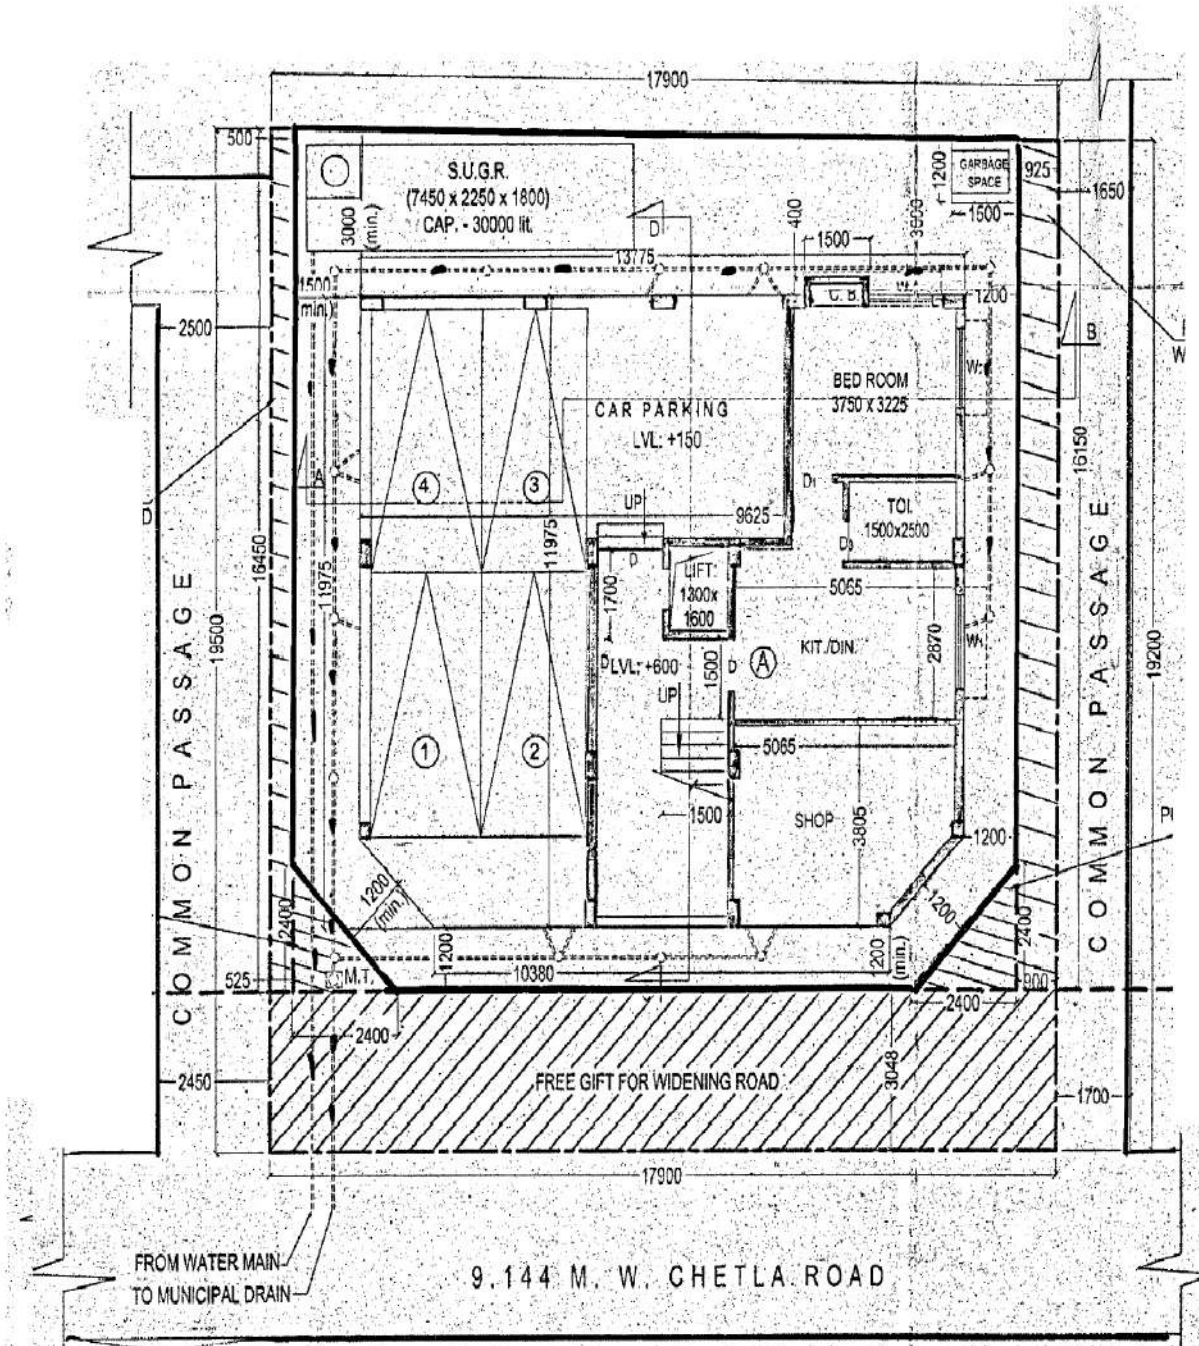 17900
500
S.U.G.R.
(7450 x 2250 x 1800)
CAP. - 30000 lit.
3000
(min.)
D
400
1500
3600
1200
GARBAGE
SPACE
1500
925
1650
13775
1500
(min.)
C. B.
1200
2500
B
W
BED ROOM
3750 x 3225
CAR PARKING
LVL: +150
A
4
3
UP
9625
D1
TOI.
1500x2500
16150
D
16450
11975
11975
D
1700
LIFT
1300x
1600
5065
19500
LVL: +600
1500
D
A
KIT./DIN.
2870
W1
19200
UP
1
2
5065
SHOP
3805
1500
1200
1200
(min.)
1200
2400
2400
525
M.T.
1200
10380
1200
(min.)
900
2400
2400
COMMON PASSAGE
COMMON PASSAGE
2450
FREE GIFT FOR WIDENING ROAD
3048
1700
17900
FROM WATER MAIN
TO MUNICIPAL DRAIN
9.144 M. W. CHETLA ROAD